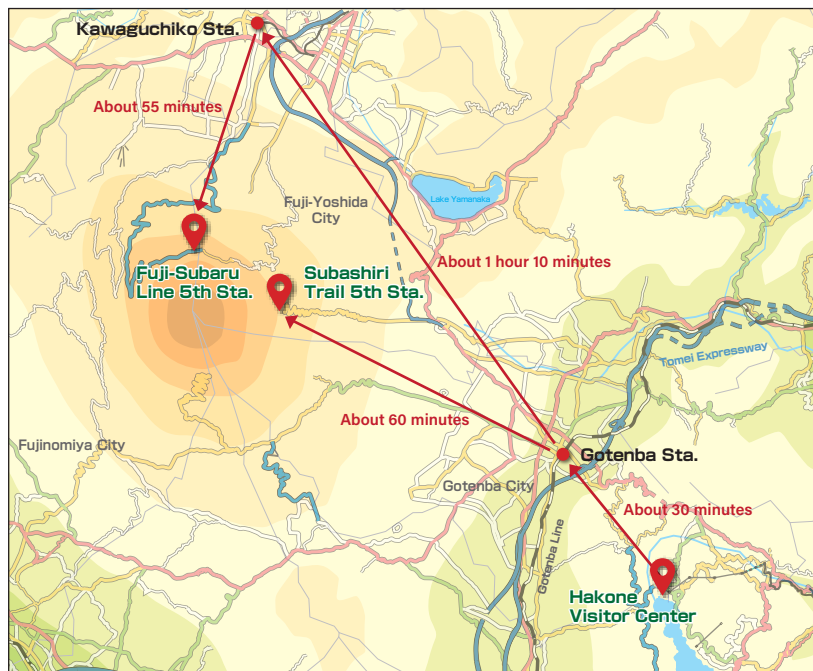 Kawaguchiko Sta.
About 55 minutes
Fuji-Yoshida
City
Lake Yamanaka
Fuji-Subaru
Line 5th Sta.
Subashiri
Trail 5th Sta.
About 1 hour 10 minutes
Tomei Expressway
About 60 minutes
Fujinomiya City
Gotenba Sta.
Gotenba City
About 30 minutes
Gotenba Line
Hakone
Visitor Center